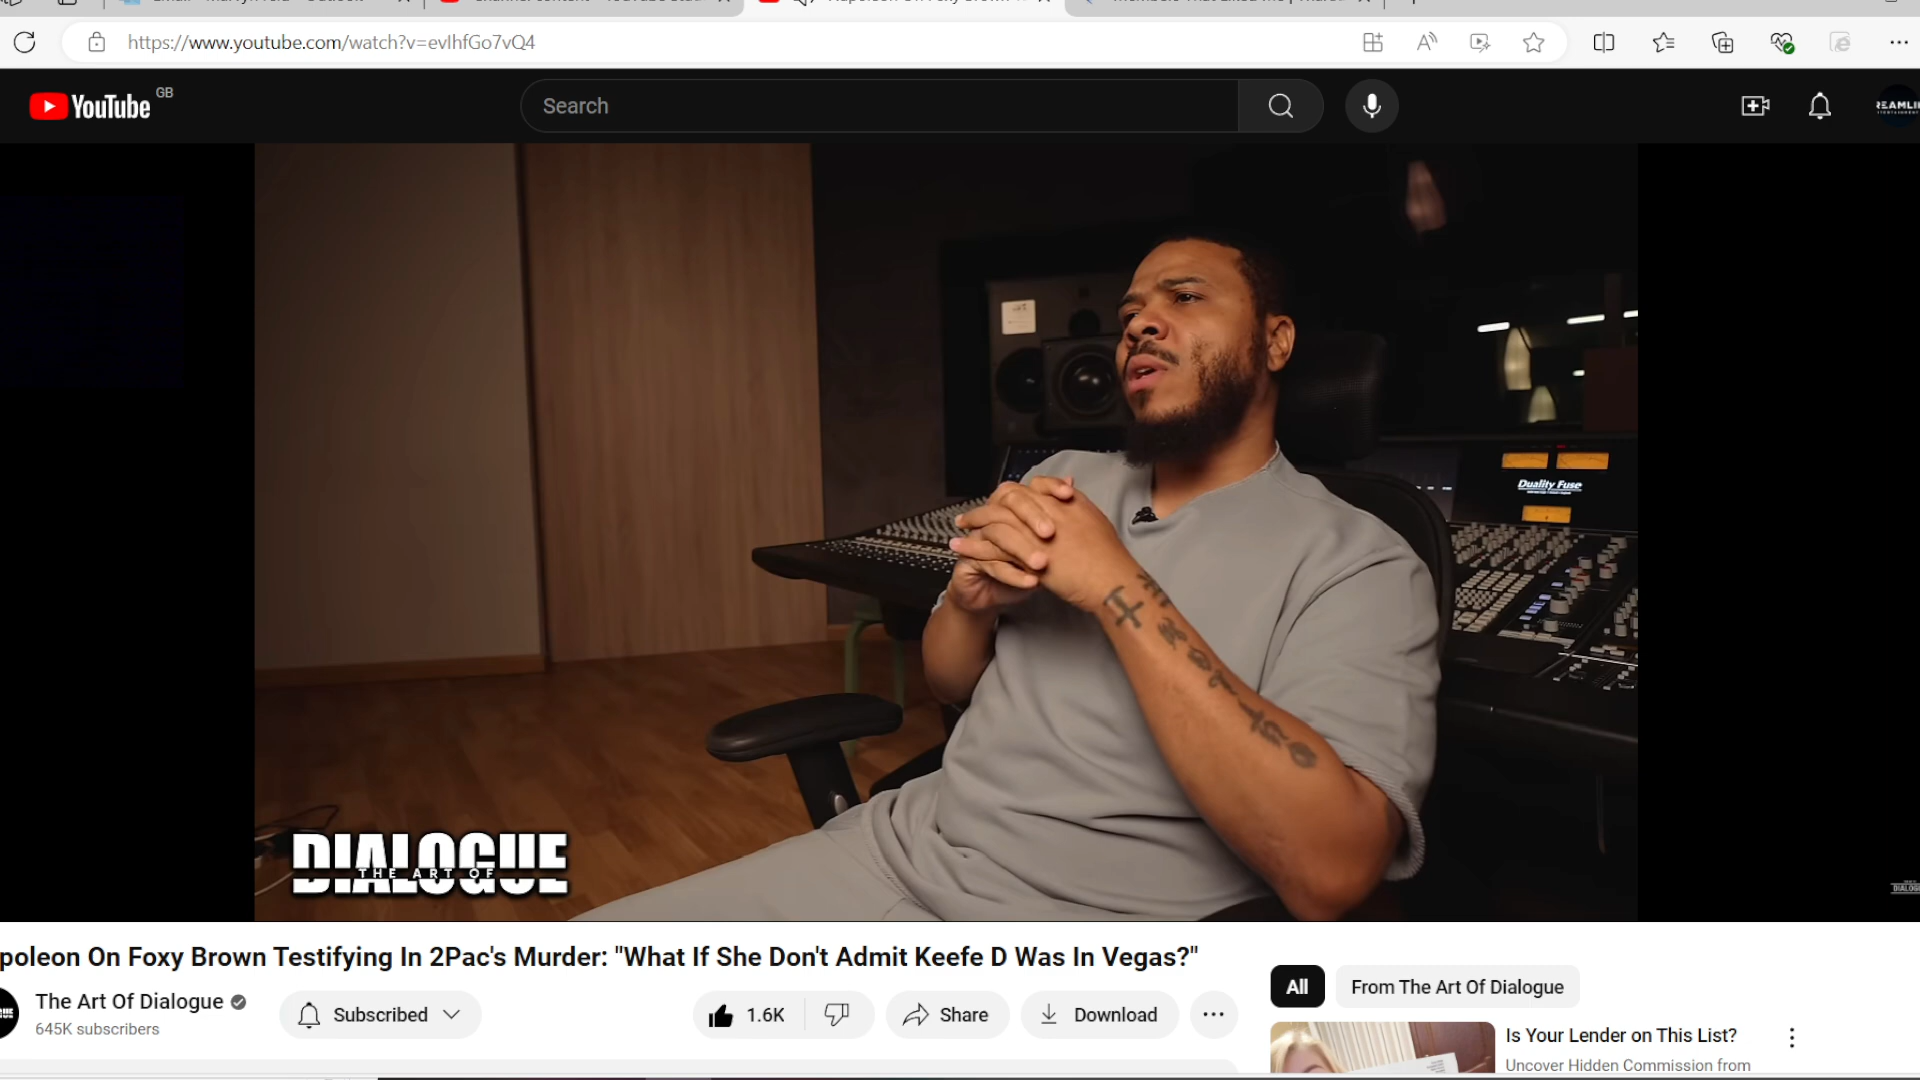 https://www.youtube.com/watch?v=evIhfGo7vQ4
YouTube GB
Search
Duality Fuse
DIALOGUE
THE ART OF
poleon On Foxy Brown Testifying In 2Pac's Murder: "What If She Don't Admit Keefe D Was In Vegas?"
The Art Of Dialogue
645K subscribers
Subscribed
1.6K
Share
Download
All
From The Art Of Dialogue
Is Your Lender on This List?
Uncover Hidden Commission from